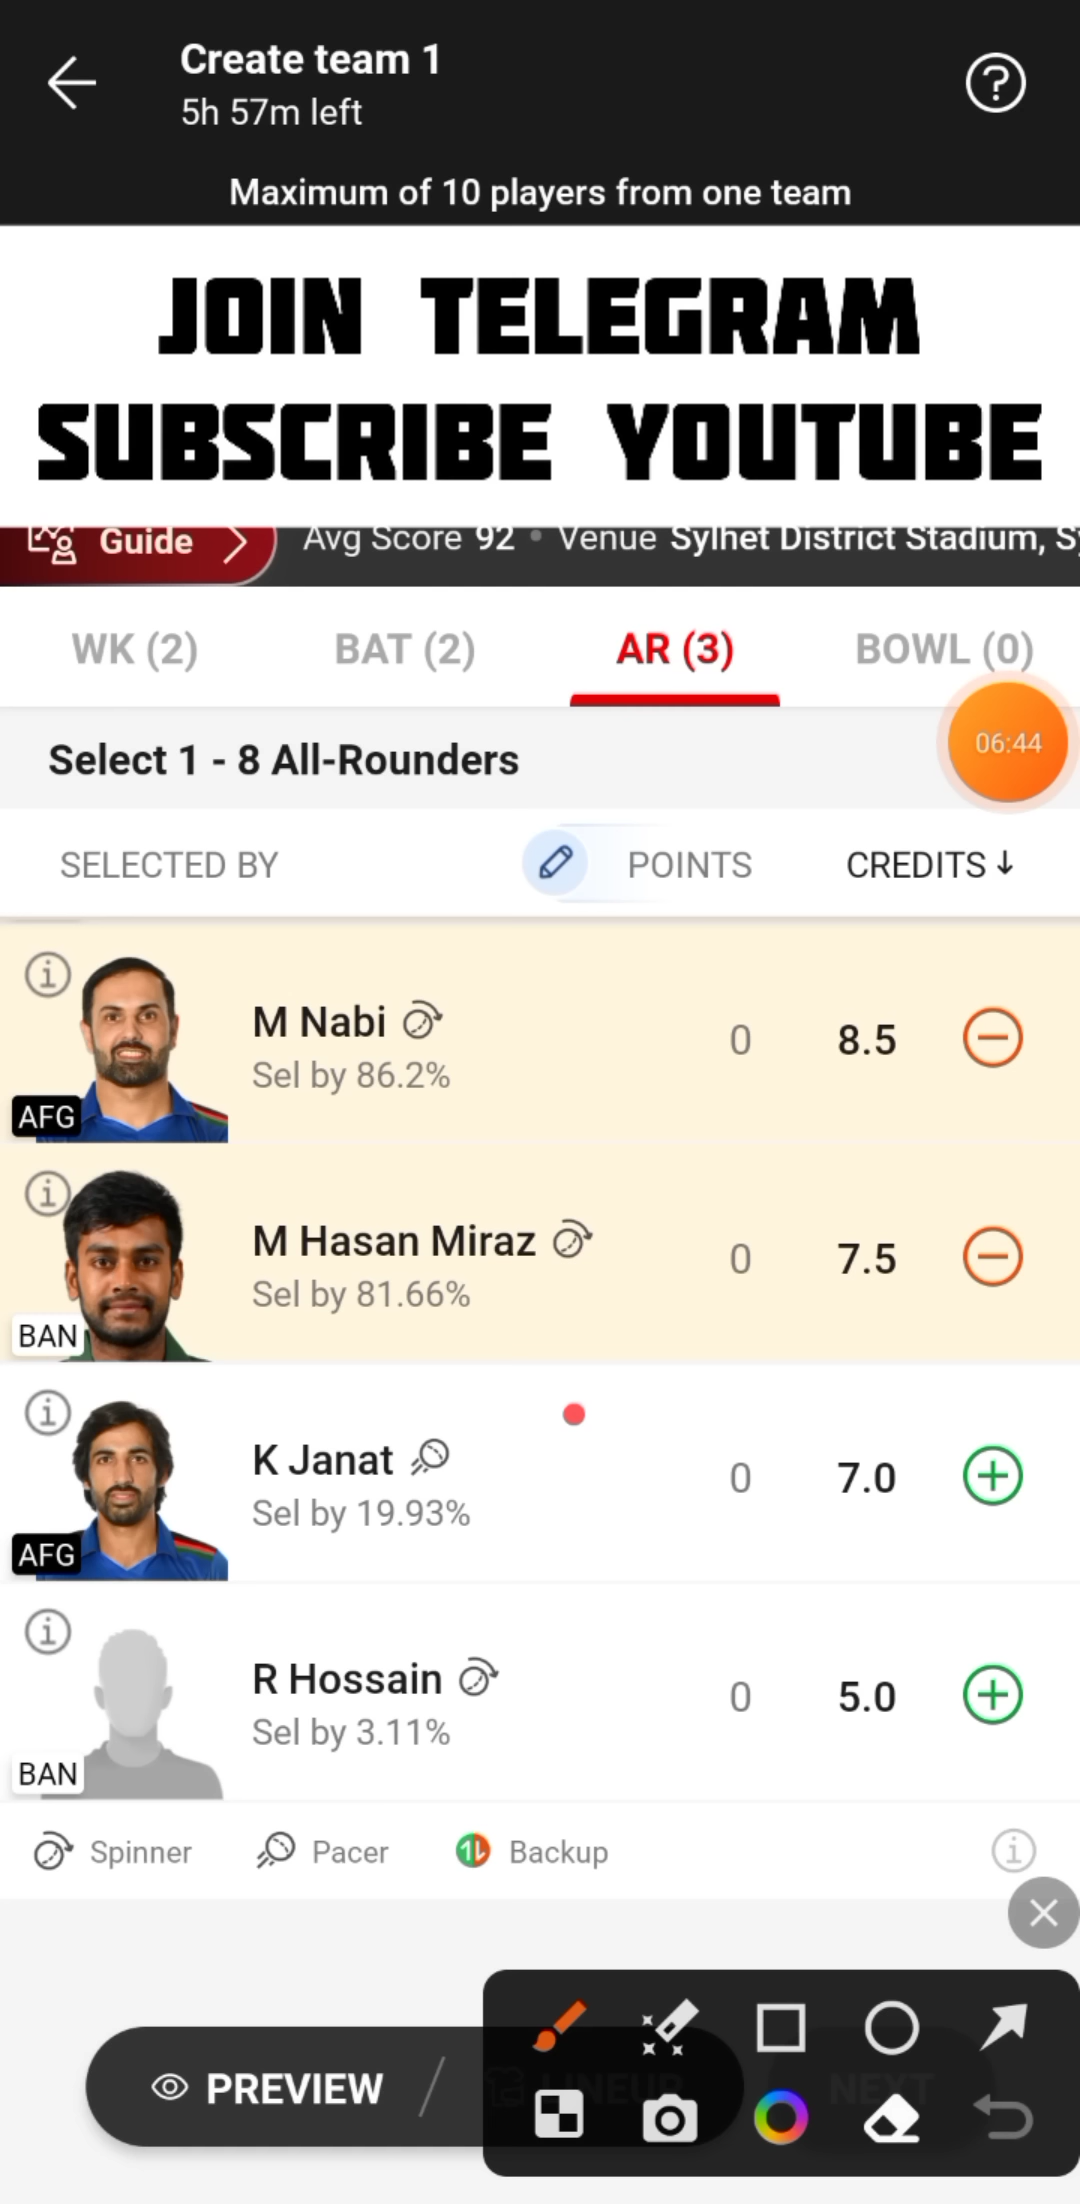 Create team 1
5h 57m left
Maximum of 10 players from one team
JOIN TELEGRAM
SUBSCRIBE YOUTUBE
Guide Avg Score 92 • Venue Sylhet District Stadium, Sy
WK (2) BAT (2) AR (3) BOWL (0)
Select 1 - 8 All-Rounders
06:44
SELECTED BY POINTS CREDITS ↓
M Nabi
Sel by 86.2%
0 8.5
AFG
M Hasan Miraz
Sel by 81.66%
0 7.5
BAN
K Janat
Sel by 19.93%
0 7.0
AFG
R Hossain
Sel by 3.11%
0 5.0
BAN
Spinner Pacer Backup
PREVIEW / LINEUP NEXT